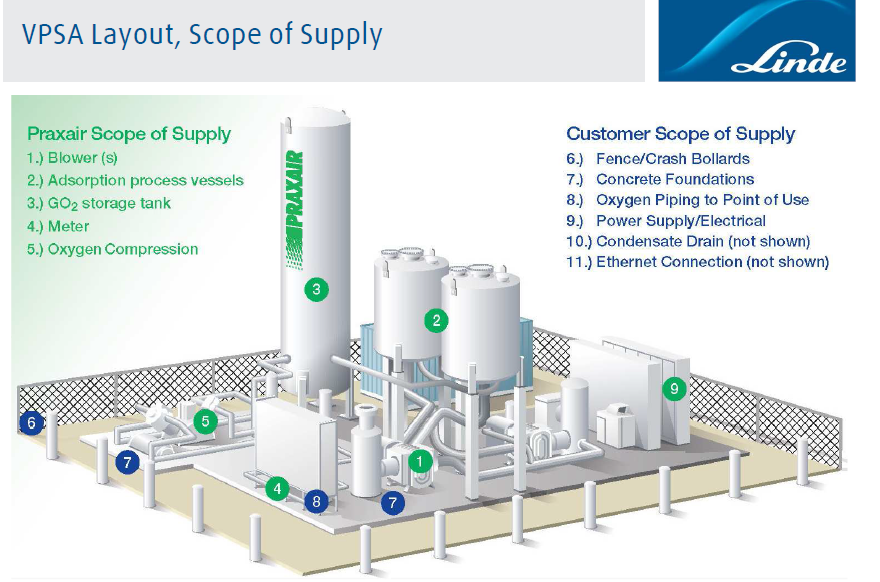 VPSA Layout, Scope of Supply
Linde
Praxair Scope of Supply
1.) Blower (s)
2.) Adsorption process vessels
3.) GO₂ storage tank
4.) Meter
5.) Oxygen Compression
Customer Scope of Supply
6.) Fence/Crash Bollards
7.) Concrete Foundations
8.) Oxygen Piping to Point of Use
9.) Power Supply/Electrical
10.) Condensate Drain (not shown)
11.) Ethernet Connection (not shown)
PRAXAIR
3
2
9
5
6
7
1
4
8
7